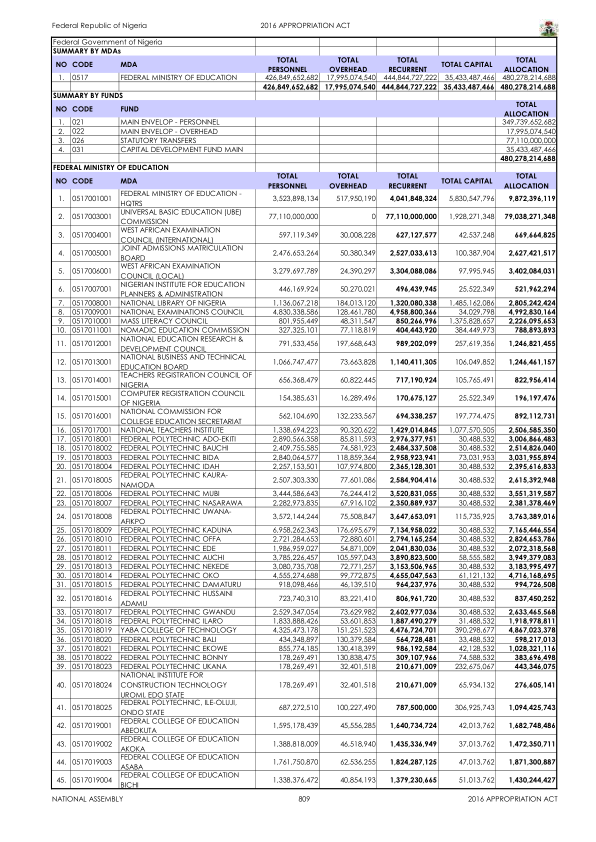 Federal Republic of Nigeria 2016 APPROPRIATION ACT
Federal Government of Nigeria
SUMMARY BY MDAs
NO CODE MDA TOTAL PERSONNEL TOTAL OVERHEAD TOTAL RECURRENT TOTAL CAPITAL TOTAL ALLOCATION
1. 0517 FEDERAL MINISTRY OF EDUCATION 426,849,652,682 17,995,074,540 444,844,727,222 35,433,487,466 480,278,214,688
426,849,652,682 17,995,074,540 444,844,727,222 35,433,487,466 480,278,214,688
SUMMARY BY FUNDS
NO CODE FUND TOTAL ALLOCATION
1. 021 MAIN ENVELOP - PERSONNEL 349,739,652,682
2. 022 MAIN ENVELOP - OVERHEAD 17,995,074,540
3. 026 STATUTORY TRANSFERS 77,110,000,000
4. 031 CAPITAL DEVELOPMENT FUND MAIN 35,433,487,466
480,278,214,688
FEDERAL MINISTRY OF EDUCATION
NO CODE MDA TOTAL PERSONNEL TOTAL OVERHEAD TOTAL RECURRENT TOTAL CAPITAL TOTAL ALLOCATION
1. 0517001001 FEDERAL MINISTRY OF EDUCATION - HQTRS 3,523,898,134 517,950,190 4,041,848,324 5,830,547,796 9,872,396,119
2. 0517003001 UNIVERSAL BASIC EDUCATION (UBE) COMMISSION 77,110,000,000 0 77,110,000,000 1,928,271,348 79,038,271,348
3. 0517004001 WEST AFRICAN EXAMINATION COUNCIL (INTERNATIONAL) 597,119,349 30,008,228 627,127,577 42,537,248 669,664,825
4. 0517005001 JOINT ADMISSIONS MATRICULATION BOARD 2,476,653,264 50,380,349 2,527,033,613 100,387,904 2,627,421,517
5. 0517006001 WEST AFRICAN EXAMINATION COUNCIL (LOCAL) 3,279,697,789 24,390,297 3,304,088,086 97,995,945 3,402,084,031
6. 0517007001 NIGERIAN INSTITUTE FOR EDUCATION PLANNERS & ADMINISTRATION 446,169,924 50,270,021 496,439,945 25,522,349 521,962,294
7. 0517008001 NATIONAL LIBRARY OF NIGERIA 1,136,067,218 184,013,120 1,320,080,338 1,485,162,086 2,805,242,424
8. 0517009001 NATIONAL EXAMINATIONS COUNCIL 4,830,338,586 128,461,780 4,958,800,366 34,029,798 4,992,830,164
9. 0517010001 MASS LITERACY COUNCIL 801,955,449 48,311,547 850,266,996 1,375,828,657 2,226,095,653
10. 0517011001 NOMADIC EDUCATION COMMISSION 327,325,101 77,118,819 404,443,920 384,449,973 788,893,893
11. 0517012001 NATIONAL EDUCATION RESEARCH & DEVELOPMENT COUNCIL 791,533,456 197,668,643 989,202,099 257,619,356 1,246,821,455
12. 0517013001 NATIONAL BUSINESS AND TECHNICAL EDUCATION BOARD 1,066,747,477 73,663,828 1,140,411,305 106,049,852 1,246,461,157
13. 0517014001 TEACHERS REGISTRATION COUNCIL OF NIGERIA 656,368,479 60,822,445 717,190,924 105,765,491 822,956,414
14. 0517015001 COMPUTER REGISTRATION COUNCIL OF NIGERIA 154,385,631 16,289,496 170,675,127 25,522,349 196,197,476
15. 0517016001 NATIONAL COMMISSION FOR COLLEGE EDUCATION SECRETARIAT 562,104,690 132,233,567 694,338,257 197,774,475 892,112,731
16. 0517017001 NATIONAL TEACHERS INSTITUTE 1,338,694,223 90,320,622 1,429,014,845 1,077,570,505 2,506,585,350
17. 0517018001 FEDERAL POLYTECHNIC ADO-EKITI 2,890,566,358 85,811,593 2,976,377,951 30,488,532 3,006,866,483
18. 0517018002 FEDERAL POLYTECHNIC BAUCHI 2,409,755,585 74,581,923 2,484,337,508 30,488,532 2,514,826,040
19. 0517018003 FEDERAL POLYTECHNIC BIDA 2,840,064,577 118,859,364 2,958,923,941 73,031,953 3,031,955,894
20. 0517018004 FEDERAL POLYTECHNIC IDAH 2,257,153,501 107,974,800 2,365,128,301 30,488,532 2,395,616,833
21. 0517018005 FEDERAL POLYTECHNIC KAURA-NAMODA 2,507,303,330 77,601,086 2,584,904,416 30,488,532 2,615,392,948
22. 0517018006 FEDERAL POLYTECHNIC MUBI 3,444,586,643 76,244,412 3,520,831,055 30,488,532 3,551,319,587
23. 0517018007 FEDERAL POLYTECHNIC NASARAWA 2,282,973,835 67,916,102 2,350,889,937 30,488,532 2,381,378,469
24. 0517018008 FEDERAL POLYTECHNIC UWANA-AFIKPO 3,572,144,244 75,508,847 3,647,653,091 115,735,925 3,763,389,016
25. 0517018009 FEDERAL POLYTECHNIC KADUNA 6,958,262,343 176,695,679 7,134,958,022 30,488,532 7,165,446,554
26. 0517018010 FEDERAL POLYTECHNIC OFFA 2,721,284,653 72,880,601 2,794,165,254 30,488,532 2,824,653,786
27. 0517018011 FEDERAL POLYTECHNIC EDE 1,986,959,027 54,871,009 2,041,830,036 30,488,532 2,072,318,568
28. 0517018012 FEDERAL POLYTECHNIC AUCHI 3,785,226,457 105,597,043 3,890,823,500 58,555,582 3,949,379,083
29. 0517018013 FEDERAL POLYTECHNIC NEKEDE 3,080,735,708 72,771,257 3,153,506,965 30,488,532 3,183,995,497
30. 0517018014 FEDERAL POLYTECHNIC OKO 4,555,274,688 99,772,875 4,655,047,563 61,121,132 4,716,168,695
31. 0517018015 FEDERAL POLYTECHNIC DAMATURU 918,098,466 46,139,510 964,237,976 30,488,532 994,726,508
32. 0517018016 FEDERAL POLYTECHNIC HUSSAINI ADAMU 723,740,310 83,221,410 806,961,720 30,488,532 837,450,252
33. 0517018017 FEDERAL POLYTECHNIC GWANDU 2,529,347,054 73,629,982 2,602,977,036 30,488,532 2,633,465,568
34. 0517018018 FEDERAL POLYTECHNIC ILARO 1,833,888,426 53,601,853 1,887,490,279 31,488,532 1,918,978,811
35. 0517018019 YABA COLLEGE OF TECHNOLOGY 4,325,473,178 151,251,523 4,476,724,701 390,298,677 4,867,023,378
36. 0517018020 FEDERAL POLYTECHNIC BALI 434,348,897 130,379,584 564,728,481 33,488,532 598,217,013
37. 0517018021 FEDERAL POLYTECHNIC EKOWE 855,774,185 130,418,399 986,192,584 42,128,532 1,028,321,116
38. 0517018022 FEDERAL POLYTECHNIC BONNY 178,269,491 130,838,475 309,107,966 74,588,532 383,696,498
39. 0517018023 FEDERAL POLYTECHNIC UKANA 178,269,491 32,401,518 210,671,009 232,675,067 443,346,075
40. 0517018024 NATIONAL INSTITUTE FOR CONSTRUCTION TECHNOLOGY UROMI, EDO STATE 178,269,491 32,401,518 210,671,009 65,934,132 276,605,141
41. 0517018025 FEDERAL POLYTECHNIC, ILE-OLUJI, ONDO STATE 687,272,510 100,227,490 787,500,000 306,925,743 1,094,425,743
42. 0517019001 FEDERAL COLLEGE OF EDUCATION ABEOKUTA 1,595,178,439 45,556,285 1,640,734,724 42,013,762 1,682,748,486
43. 0517019002 FEDERAL COLLEGE OF EDUCATION AKOKA 1,388,818,009 46,518,940 1,435,336,949 37,013,762 1,472,350,711
44. 0517019003 FEDERAL COLLEGE OF EDUCATION ASABA 1,761,750,870 62,536,255 1,824,287,125 47,013,762 1,871,300,887
45. 0517019004 FEDERAL COLLEGE OF EDUCATION BICHI 1,338,376,472 40,854,193 1,379,230,665 51,013,762 1,430,244,427
NATIONAL ASSEMBLY 809 2016 APPROPRIATION ACT